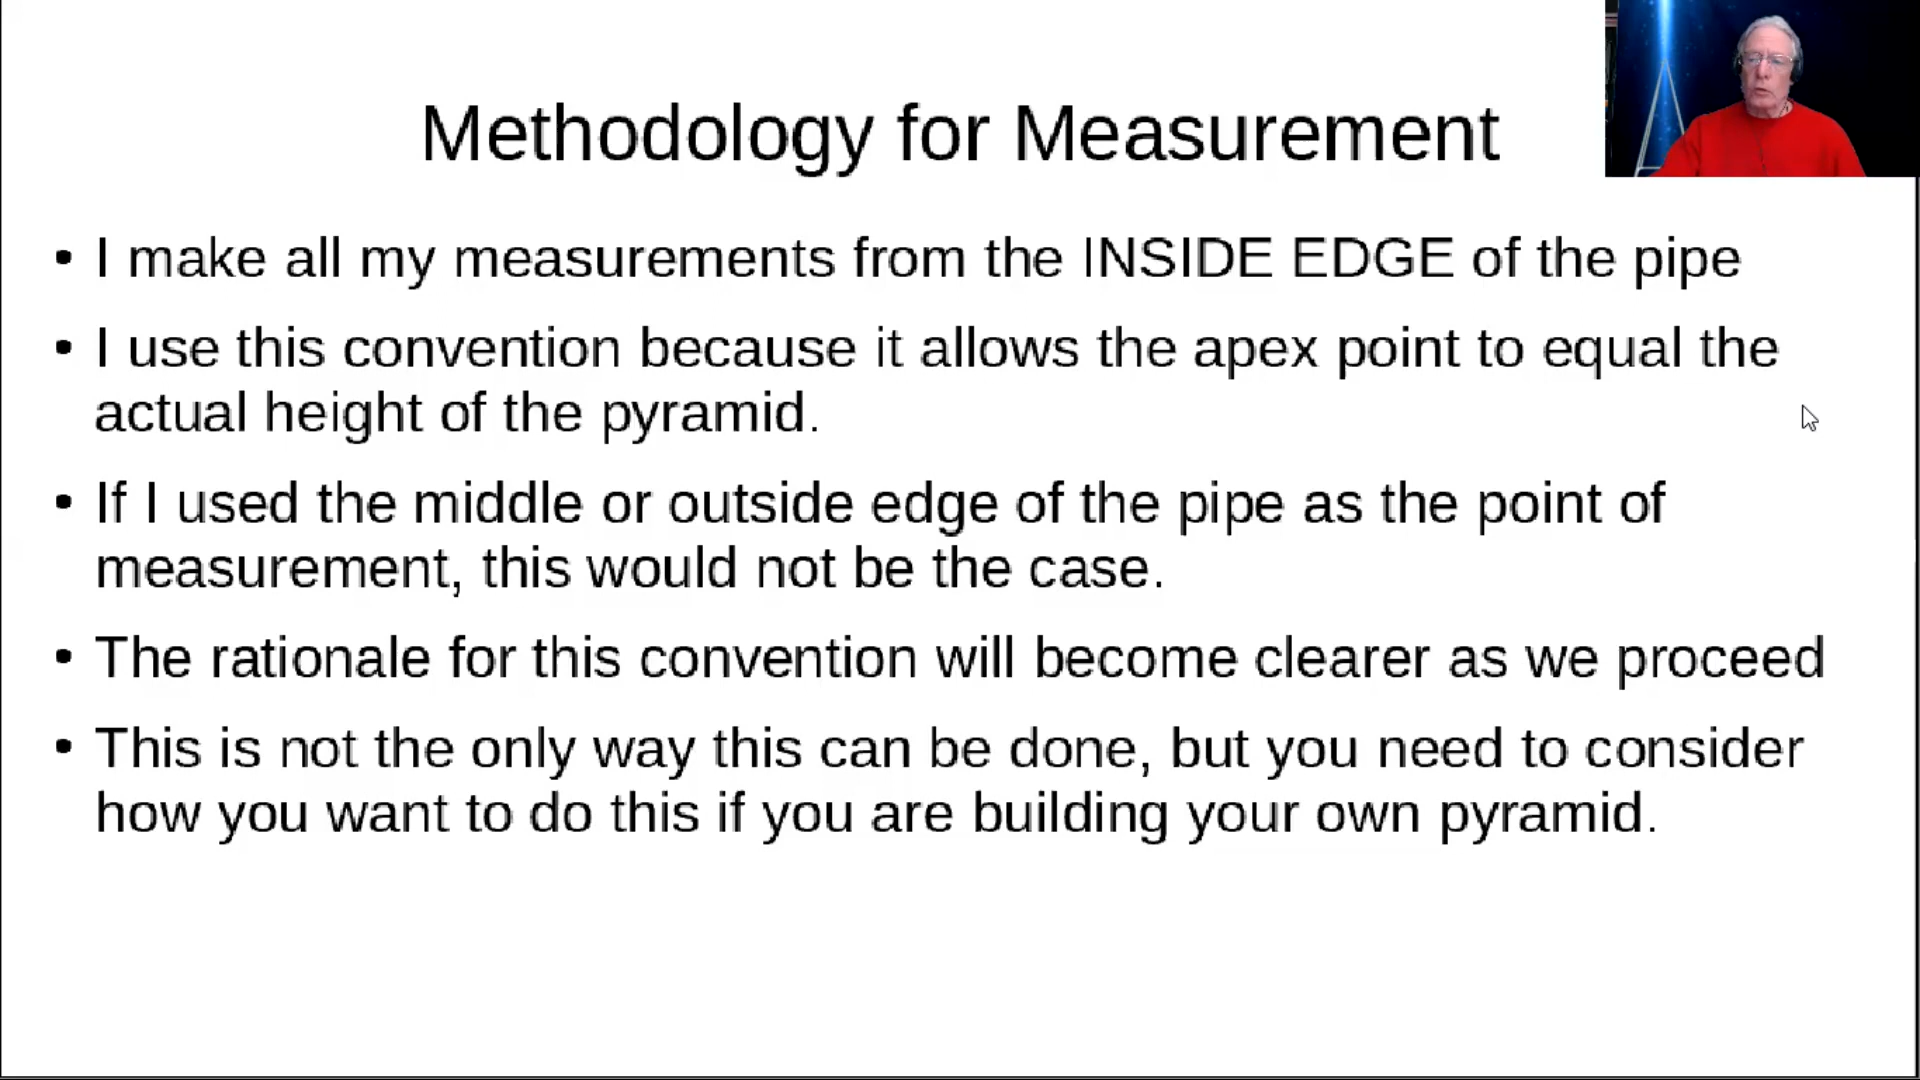 Methodology for Measurement
• I make all my measurements from the INSIDE EDGE of the pipe
• I use this convention because it allows the apex point to equal the
actual height of the pyramid.
• If I used the middle or outside edge of the pipe as the point of
measurement, this would not be the case.
• The rationale for this convention will become clearer as we proceed
• This is not the only way this can be done, but you need to consider
how you want to do this if you are building your own pyramid.